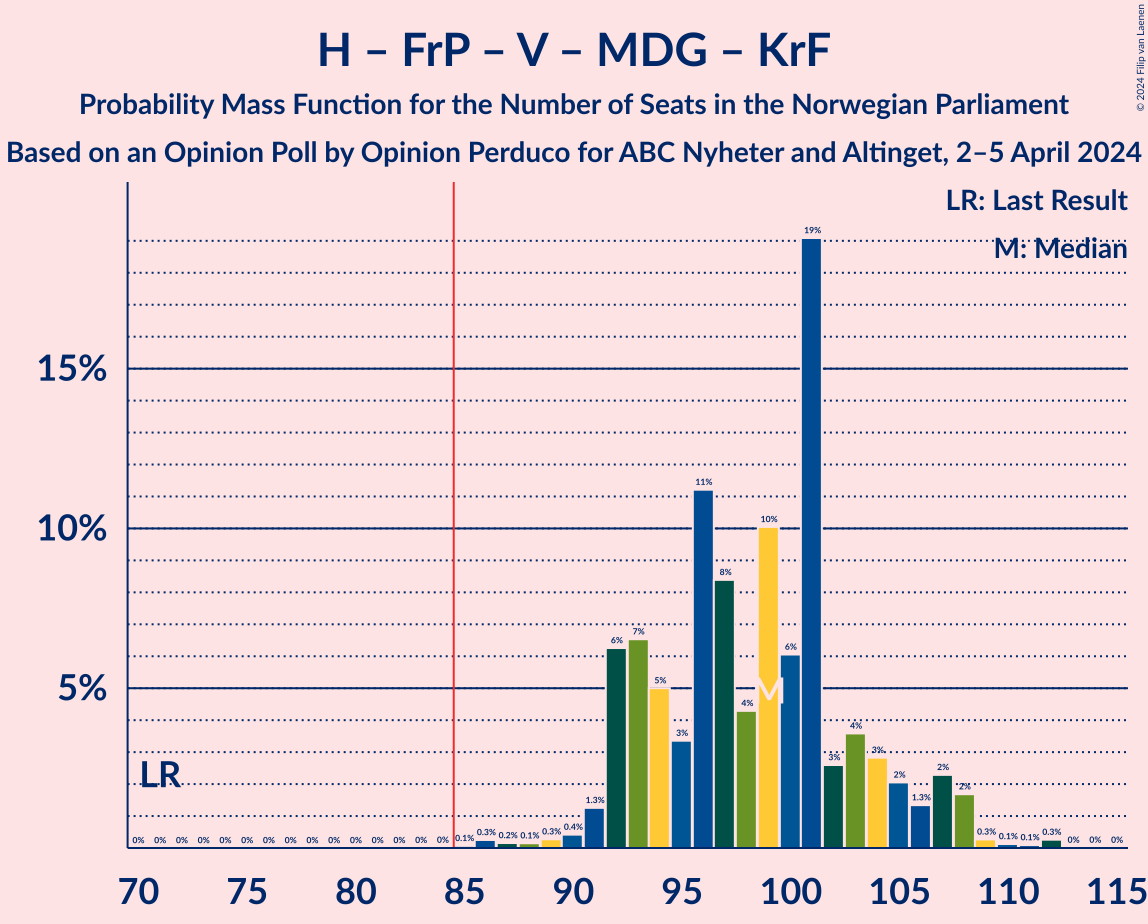 H – FrP – V – MDG – KrF
Probability Mass Function for the Number of Seats in the Norwegian Parliament
Based on an Opinion Poll by Opinion Perduco for ABC Nyheter and Altinget, 2–5 April 2024
© 2024 Filip van Laenen
LR: Last Result
M: Median
19%
15%
11%
10%
10%
8%
7%
6%
6%
5%
5%
M
4%
4%
3%
3%
3%
2%
2%
2%
LR
1.3%
1.3%
0% 0% 0% 0% 0% 0% 0% 0% 0% 0% 0% 0% 0% 0% 0% 0.1% 0.3% 0.2% 0.1% 0.3% 0.4% 0.3% 0.1% 0.1% 0.3% 0% 0% 0%
70 75 80 85 90 95 100 105 110 115